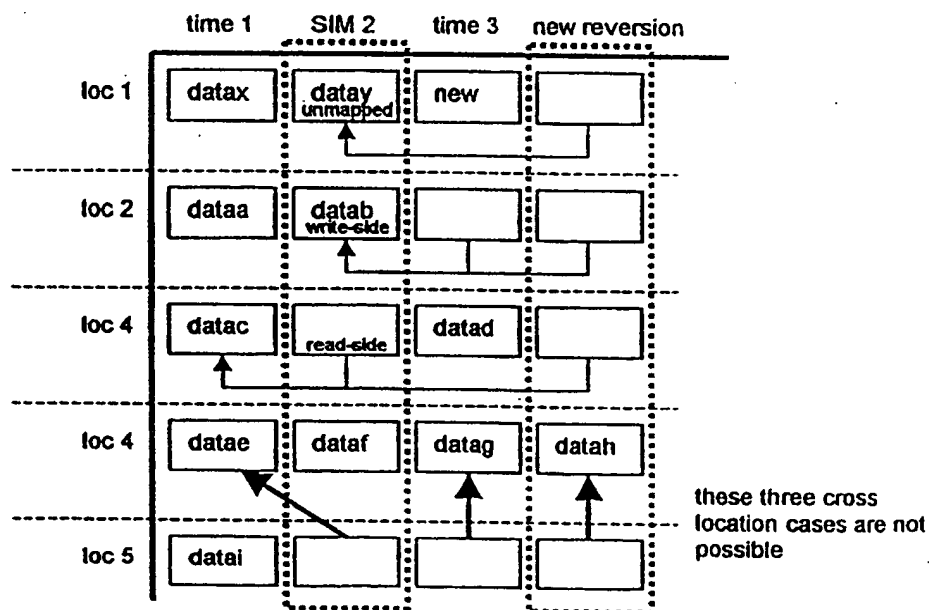 time 1 SIM 2 time 3 new reversion
loc 1 datax datay new
unmapped
loc 2 dataa datab
write-side
loc 4 datac datad
read-side
loc 4 datae dataf datag datah
these three cross
location cases are not
possible
loc 5 datai